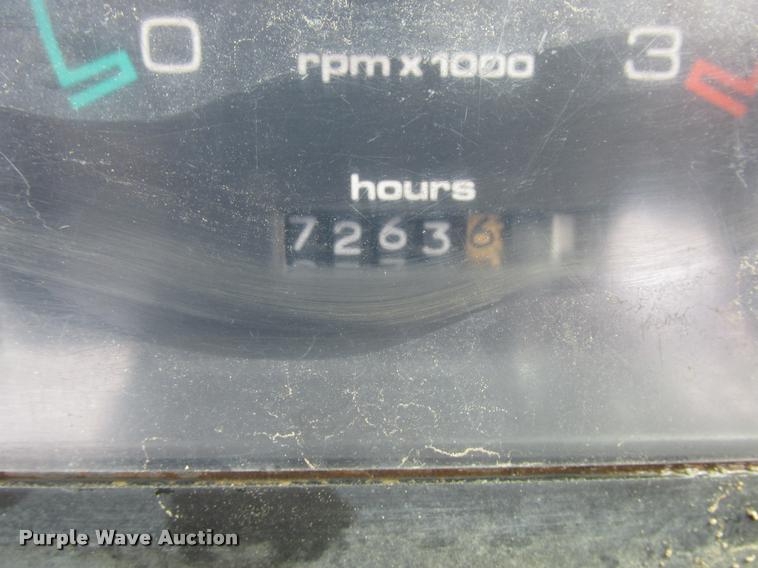 0 rpm x 1000 3
hours
72636
Purple Wave Auction